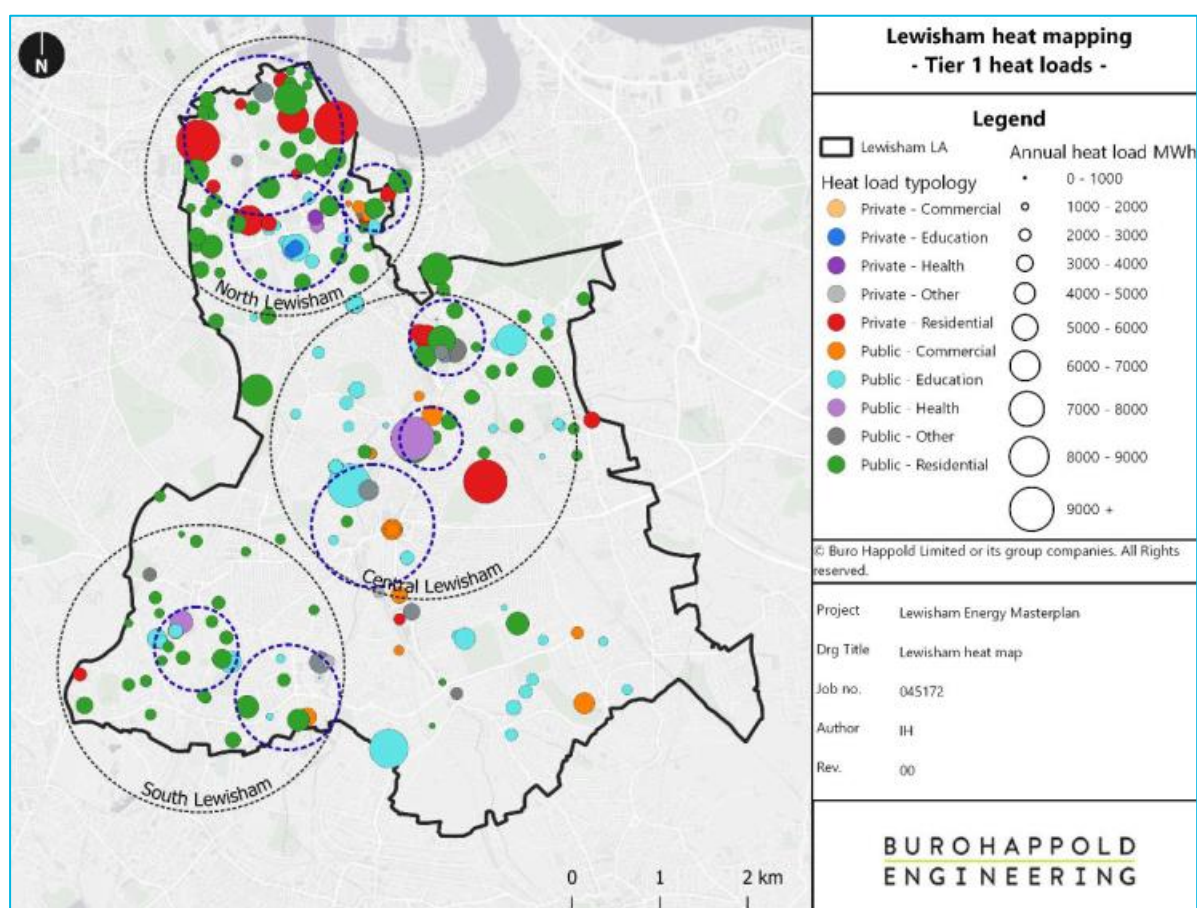 N
North Lewisham
Central Lewisham
South Lewisham
0 1 2 km
Lewisham heat mapping
- Tier 1 heat loads -
Legend
Lewisham LA
Heat load typology
Private - Commercial
Private - Education
Private - Health
Private - Other
Private - Residential
Public - Commercial
Public - Education
Public - Health
Public - Other
Public - Residential
Annual heat load MWh
0 - 1000
1000 - 2000
2000 - 3000
3000 - 4000
4000 - 5000
5000 - 6000
6000 - 7000
7000 - 8000
8000 - 9000
9000 +
© Buro Happold Limited or its group companies. All Rights
reserved.
Project Lewisham Energy Masterplan
Drg Title Lewisham heat map
Job no. 045172
Author IH
Rev. 00
BUROHAPPOLD
ENGINEERING